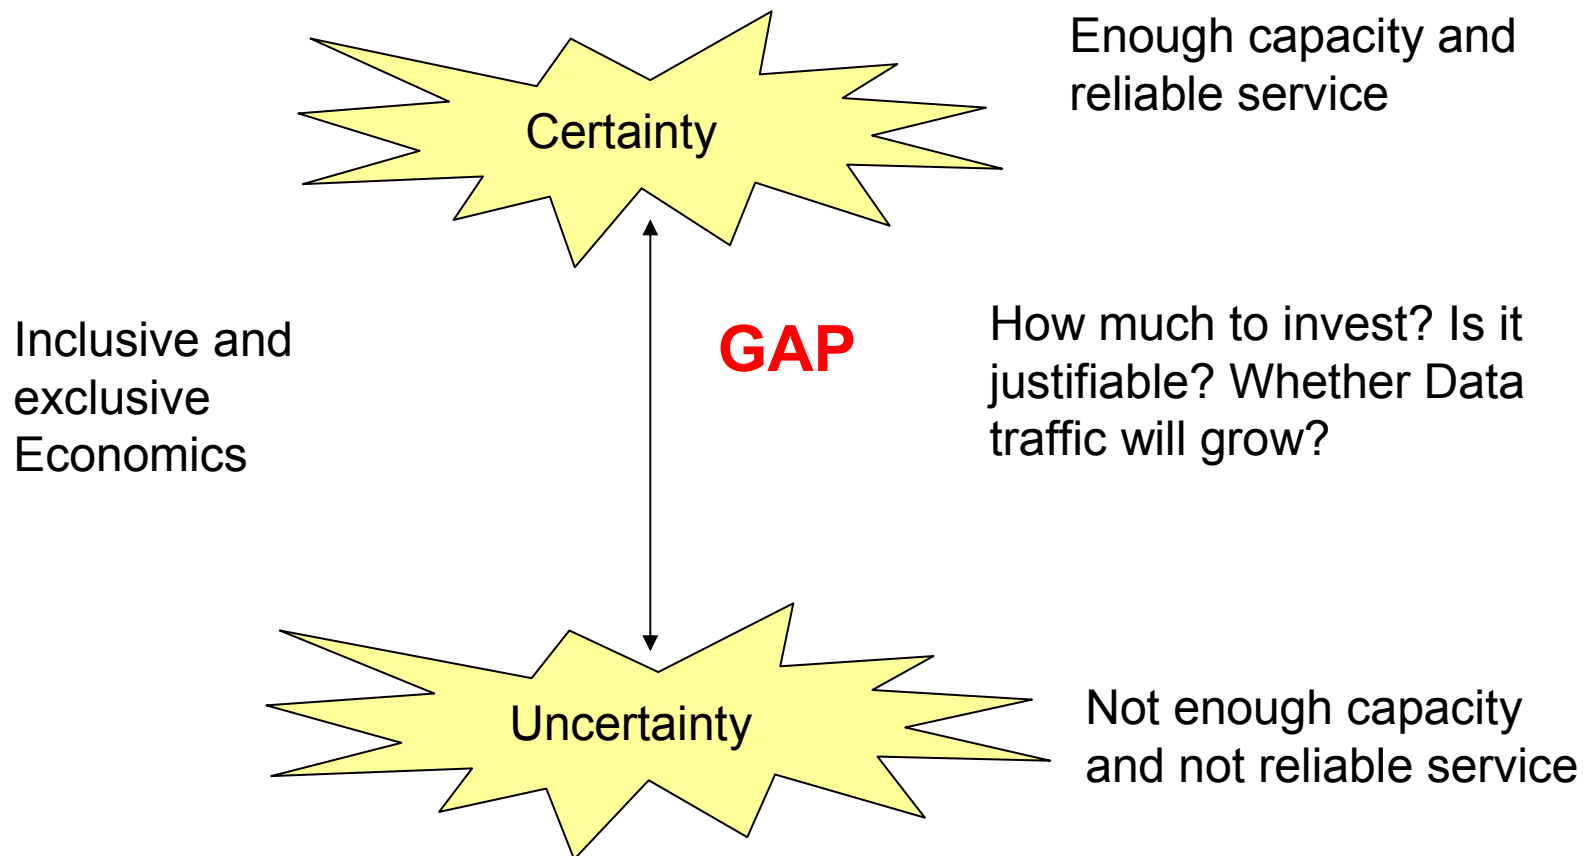 Enough capacity and
reliable service
Certainty
Inclusive and
exclusive
Economics
GAP
How much to invest? Is it
justifiable? Whether Data
traffic will grow?
Uncertainty
Not enough capacity
and not reliable service